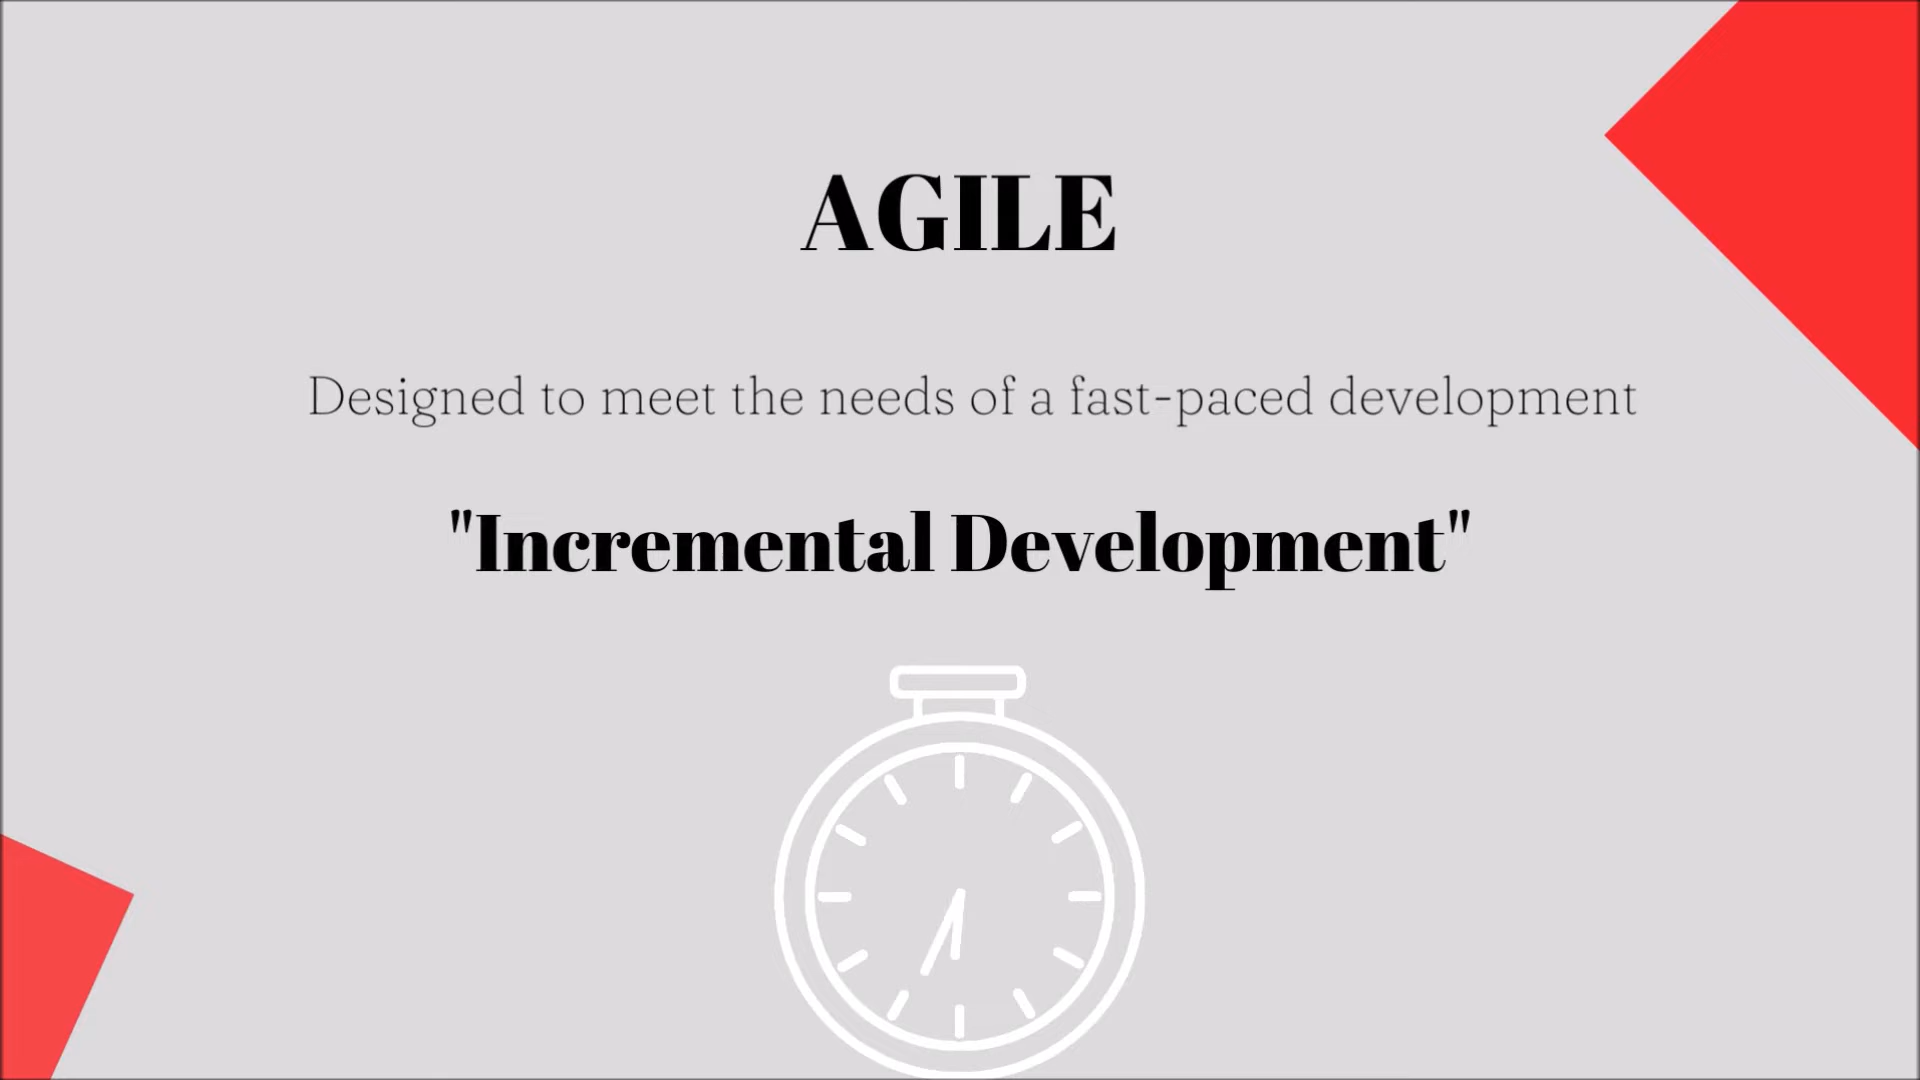 AGILE
Designed to meet the needs of a fast-paced development
"Incremental Development"